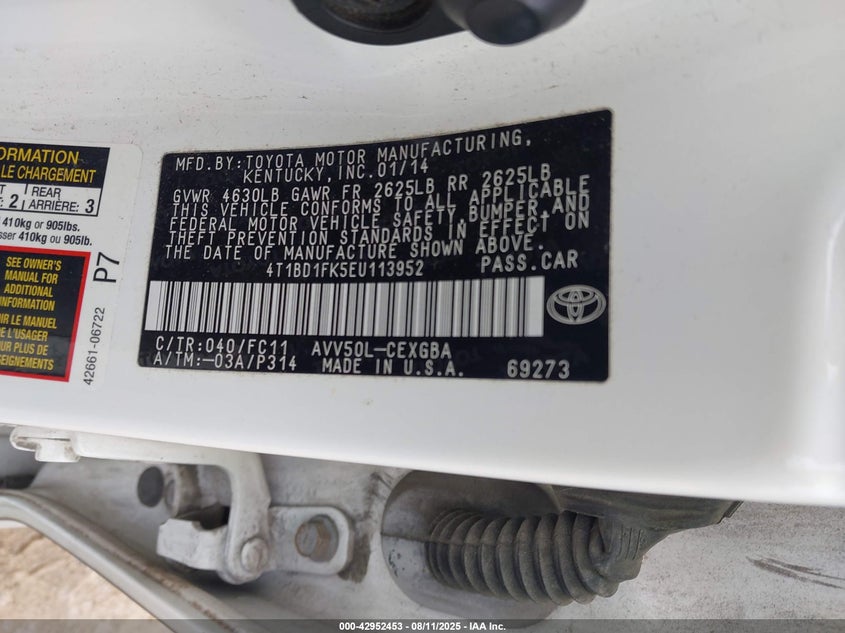 MFD.BY:TOYOTA MOTOR MANUFACTURING,
KENTUCKY, INC.01/14
GVWR 4630LB GAWR FR 2625LB RR 2625LB
THIS VEHICLE CONFORMS TO ALL APPLICABLE
FEDERAL MOTOR VEHICLE SAFETY,BUMPER,AND
THEFT PREVENTION STANDARDS IN EFFECT ON
THE DATE OF MANUFACTURE SHOWN ABOVE.
4T1BD1FK5EU113952 PASS.CAR
C/TR:040/FC11 AVV50L-CEXGBA
A/TM:-03A/P314 MADE IN U.S.A. 69273
ORMATION
LE CHARGEMENT
2 REAR
ARRIÈRE: 3
410kg or 905lbs.
sser 410kg ou 905lbs.
SEE OWNER'S
MANUAL FOR
ADDITIONAL
INFORMATION
OIR LE MANUEL
E L'USAGER
OUR PLUS DE
SEIGNEMENTS
P7
42661-06722
000-42952453 - 08/11/2025 - IAA Inc.